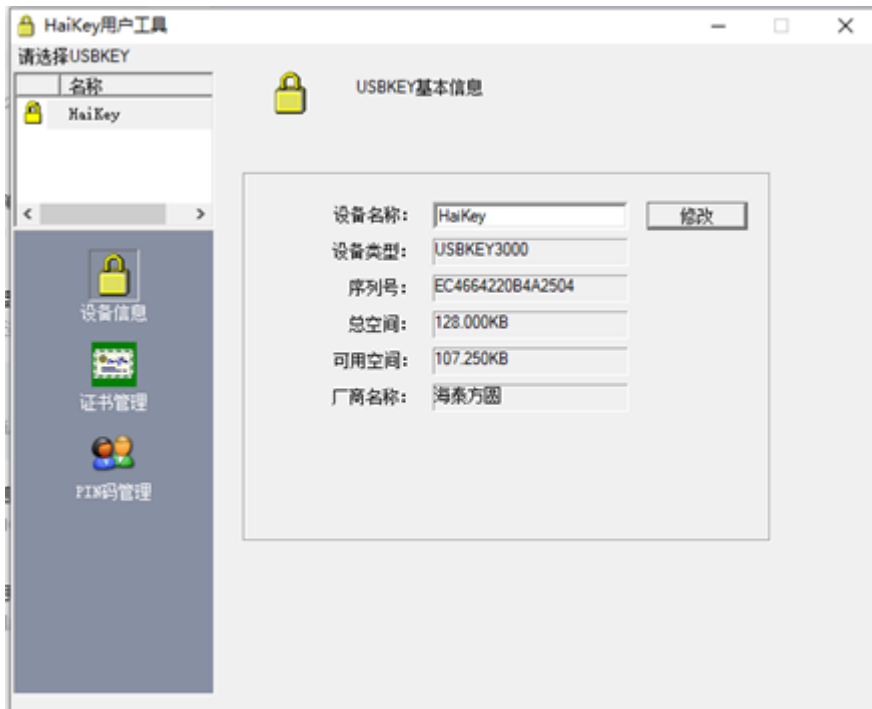 HaiKey用户工具
请选择USBKEY
名称
HaiKey
设备信息
证书管理
PIN码管理
USBKEY基本信息
设备名称: HaiKey 修改
设备类型: USBKEY3000
序列号: EC4664220B4A2504
总空间: 128.000KB
可用空间: 107.250KB
厂商名称: 海泰方圆